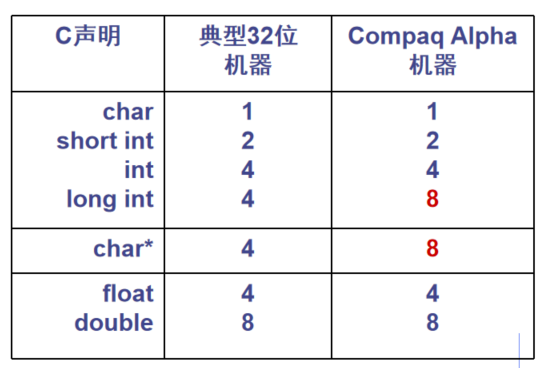 C声明 典型32位 Compaq Alpha
机器 机器
char 1 1
short int 2 2
int 4 4
long int 4 8
char* 4 8
float 4 4
double 8 8